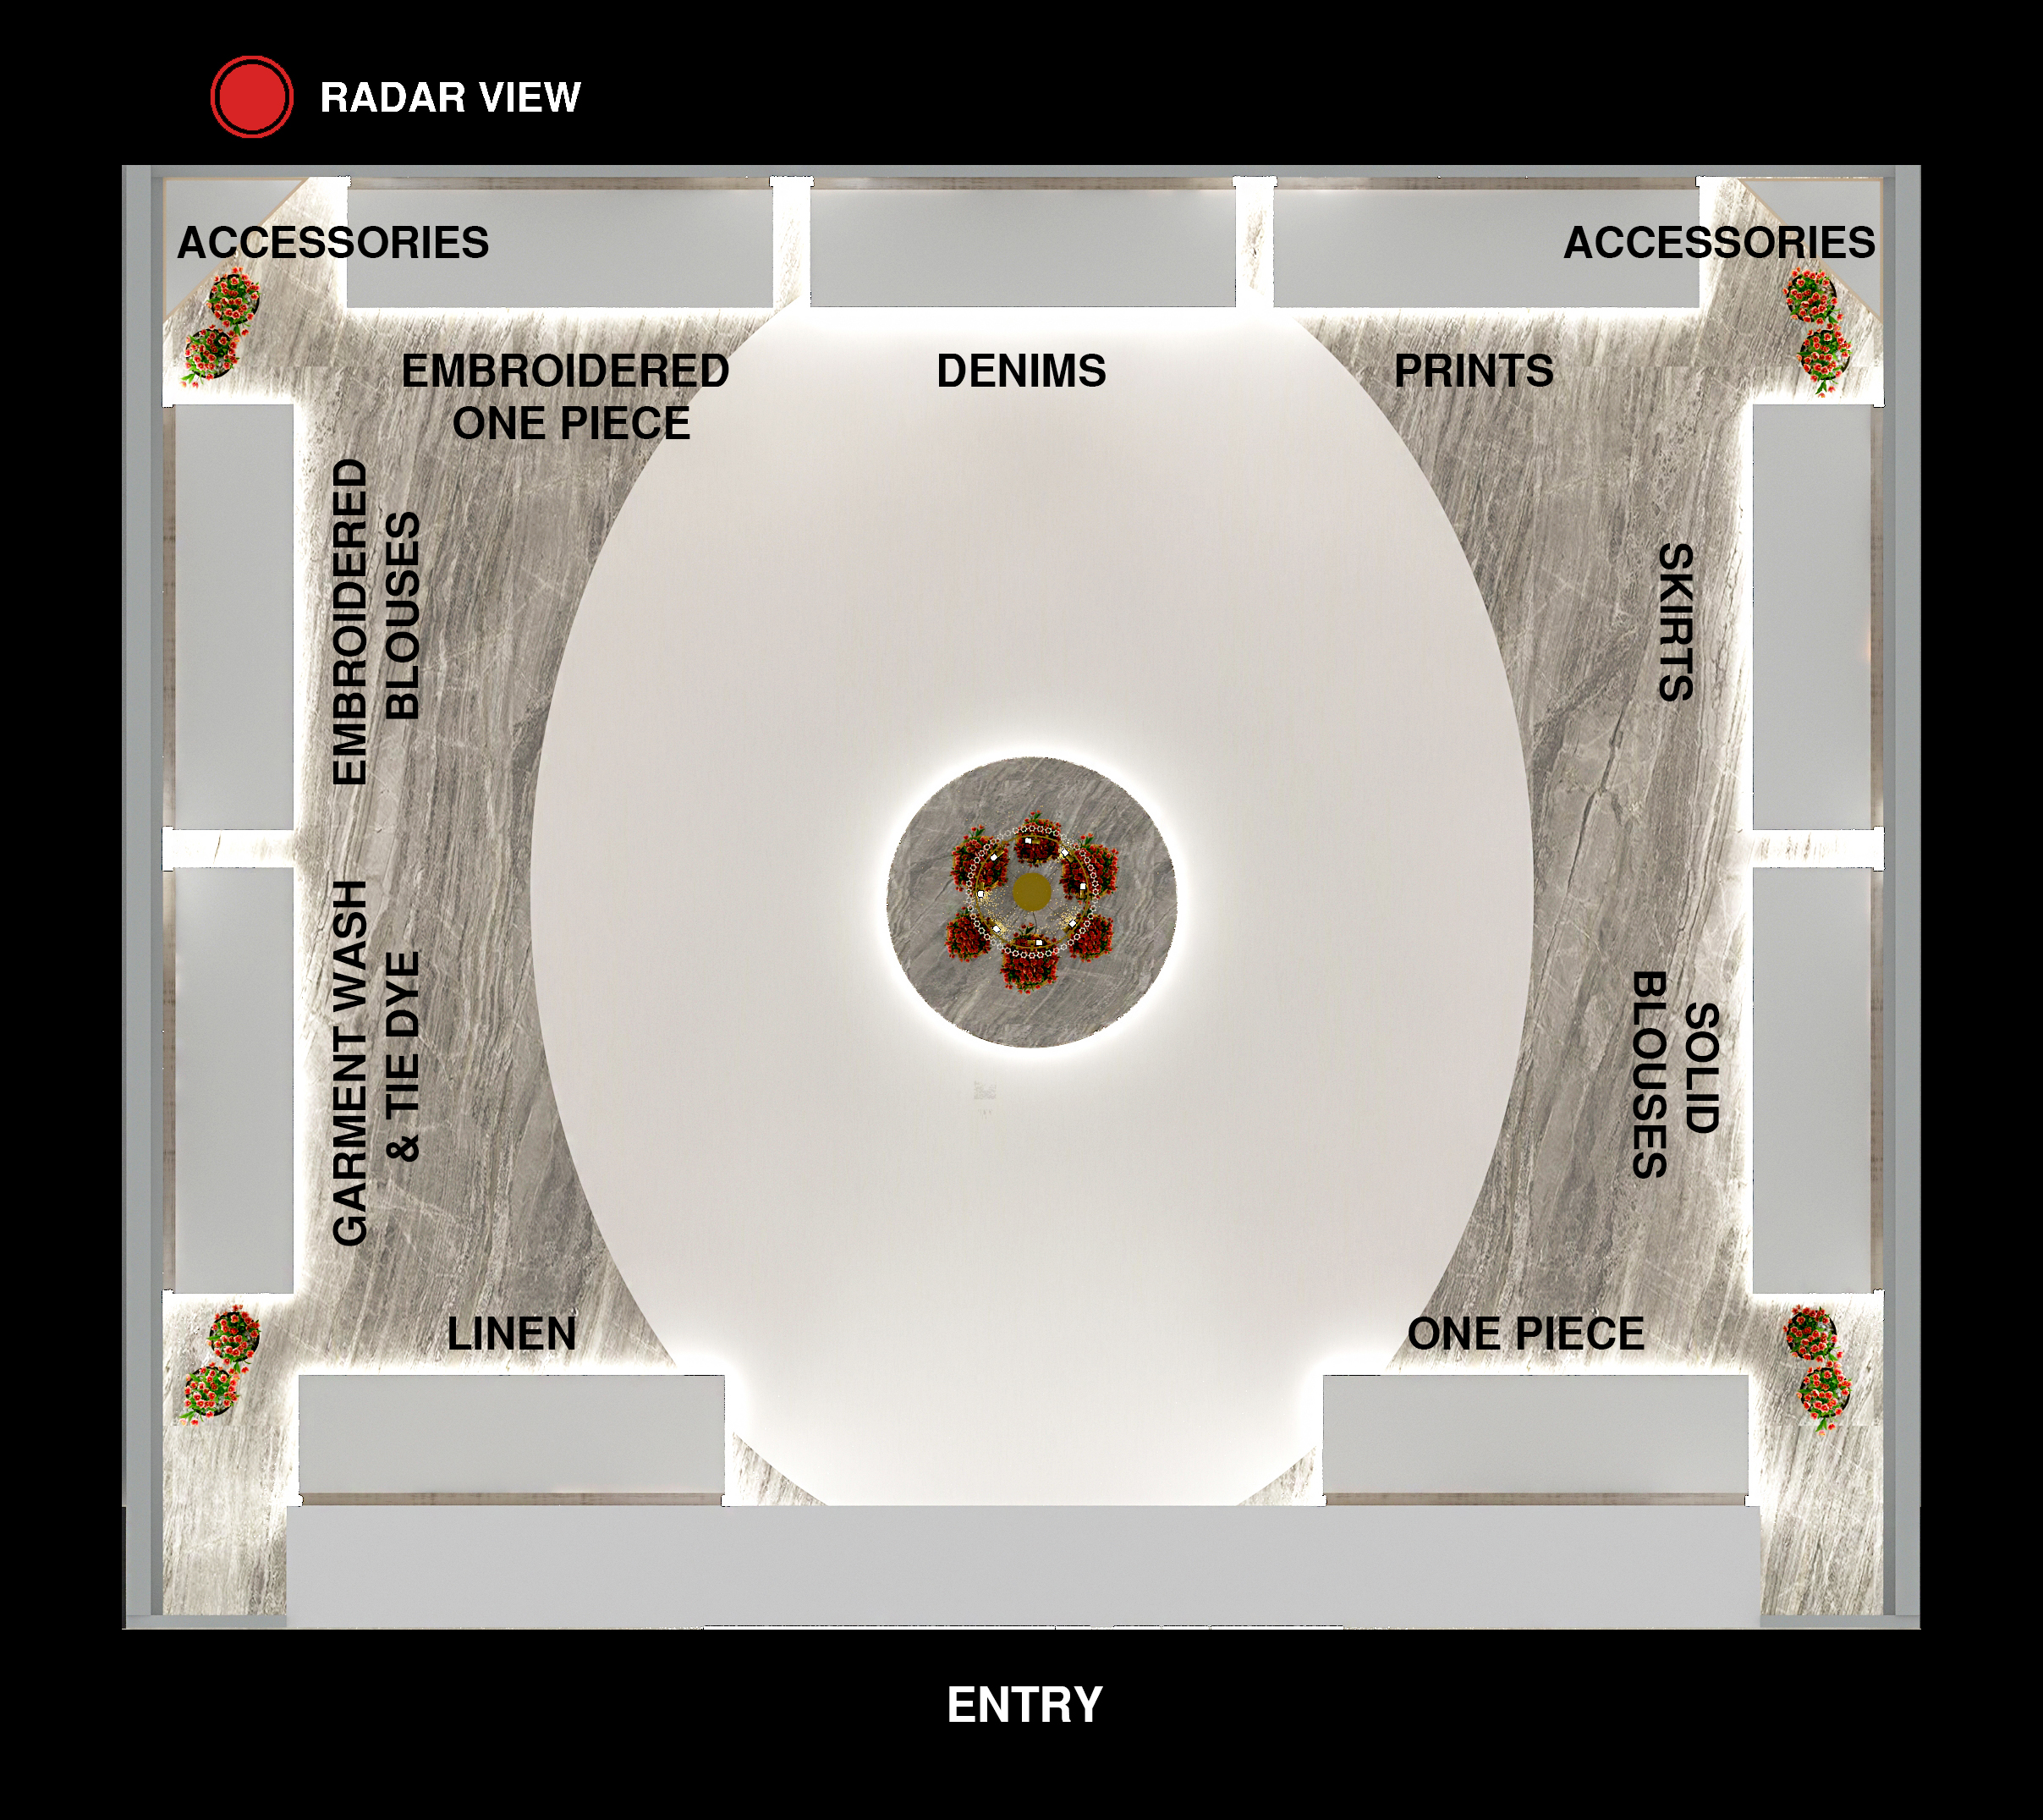 RADAR VIEW
ACCESSORIES
ACCESSORIES
EMBROIDERED
ONE PIECE
DENIMS
PRINTS
EMBROIDERED
BLOUSES
SKIRTS
GARMENT WASH
& TIE DYE
SOLID
BLOUSES
LINEN
ONE PIECE
ENTRY